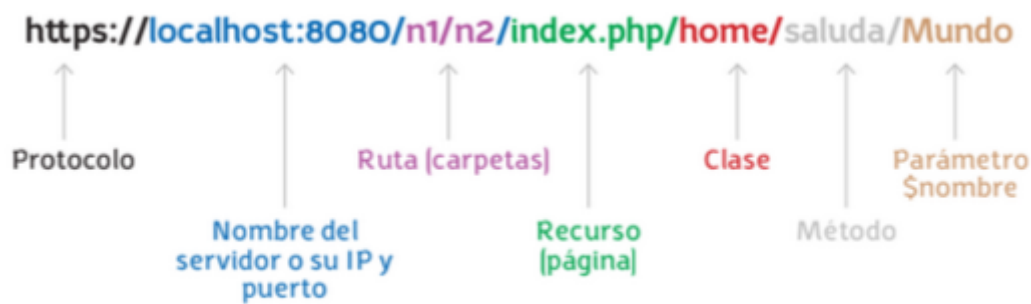 https://localhost:8080/n1/n2/index.php/home/saluda/Mundo
Protocolo
Ruta (carpetas)
Clase
Parámetro
$nombre
Nombre del
servidor o su IP y
puerto
Recurso
(página)
Método